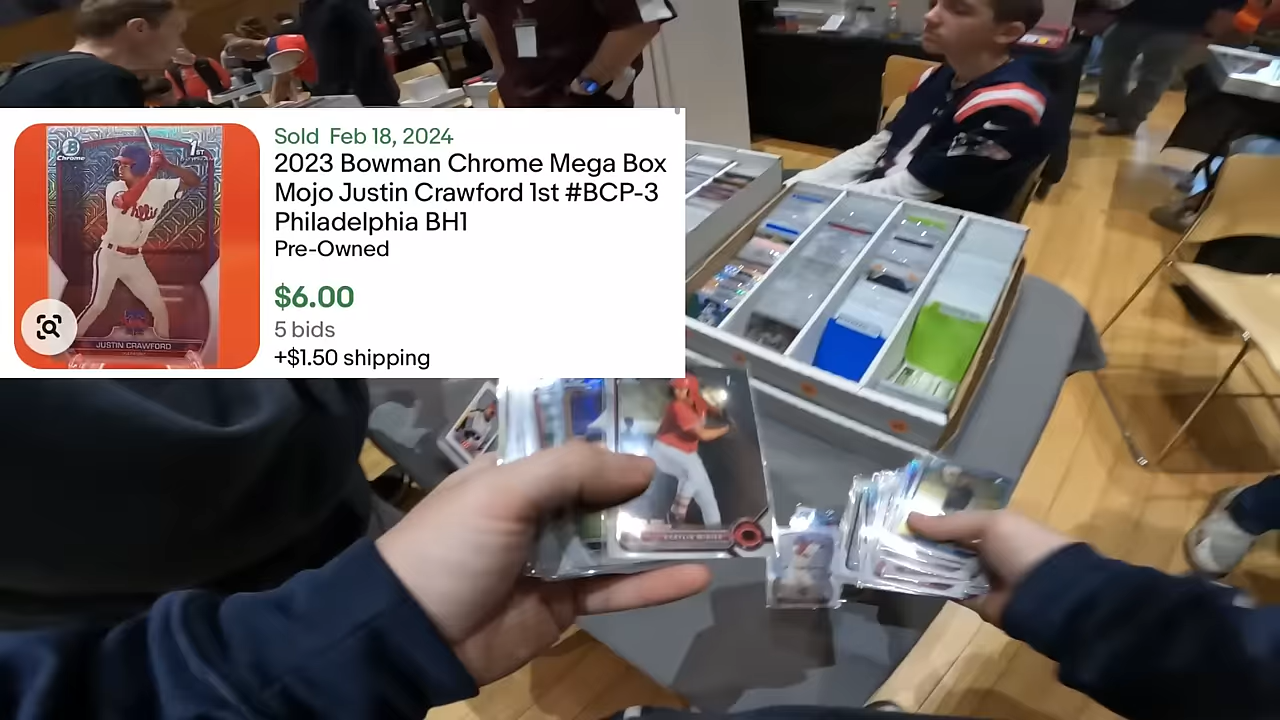 Sold Feb 18, 2024
2023 Bowman Chrome Mega Box
Mojo Justin Crawford 1st #BCP-3
Philadelphia BH1
Pre-Owned
$6.00
5 bids
+$1.50 shipping
B
Chrome
1ST
Phillies
JUSTIN CRAWFORD